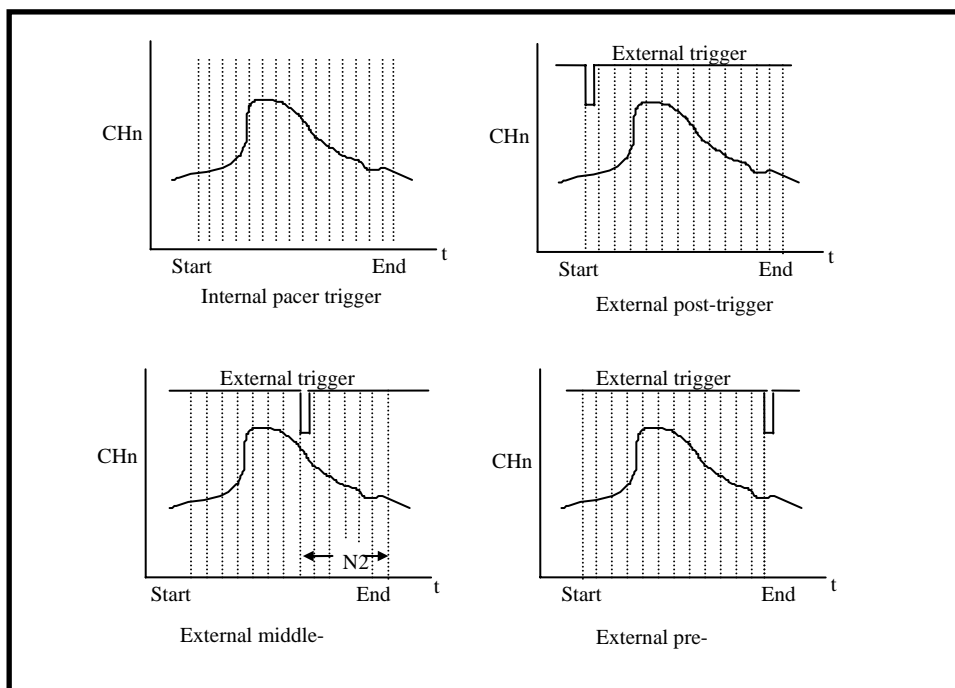 CHn
t
Start End
Internal pacer trigger
External trigger
CHn
t
Start End
External post-trigger
External trigger
CHn
N2
t
Start End
External middle-
External trigger
CHn
t
Start End
External pre-